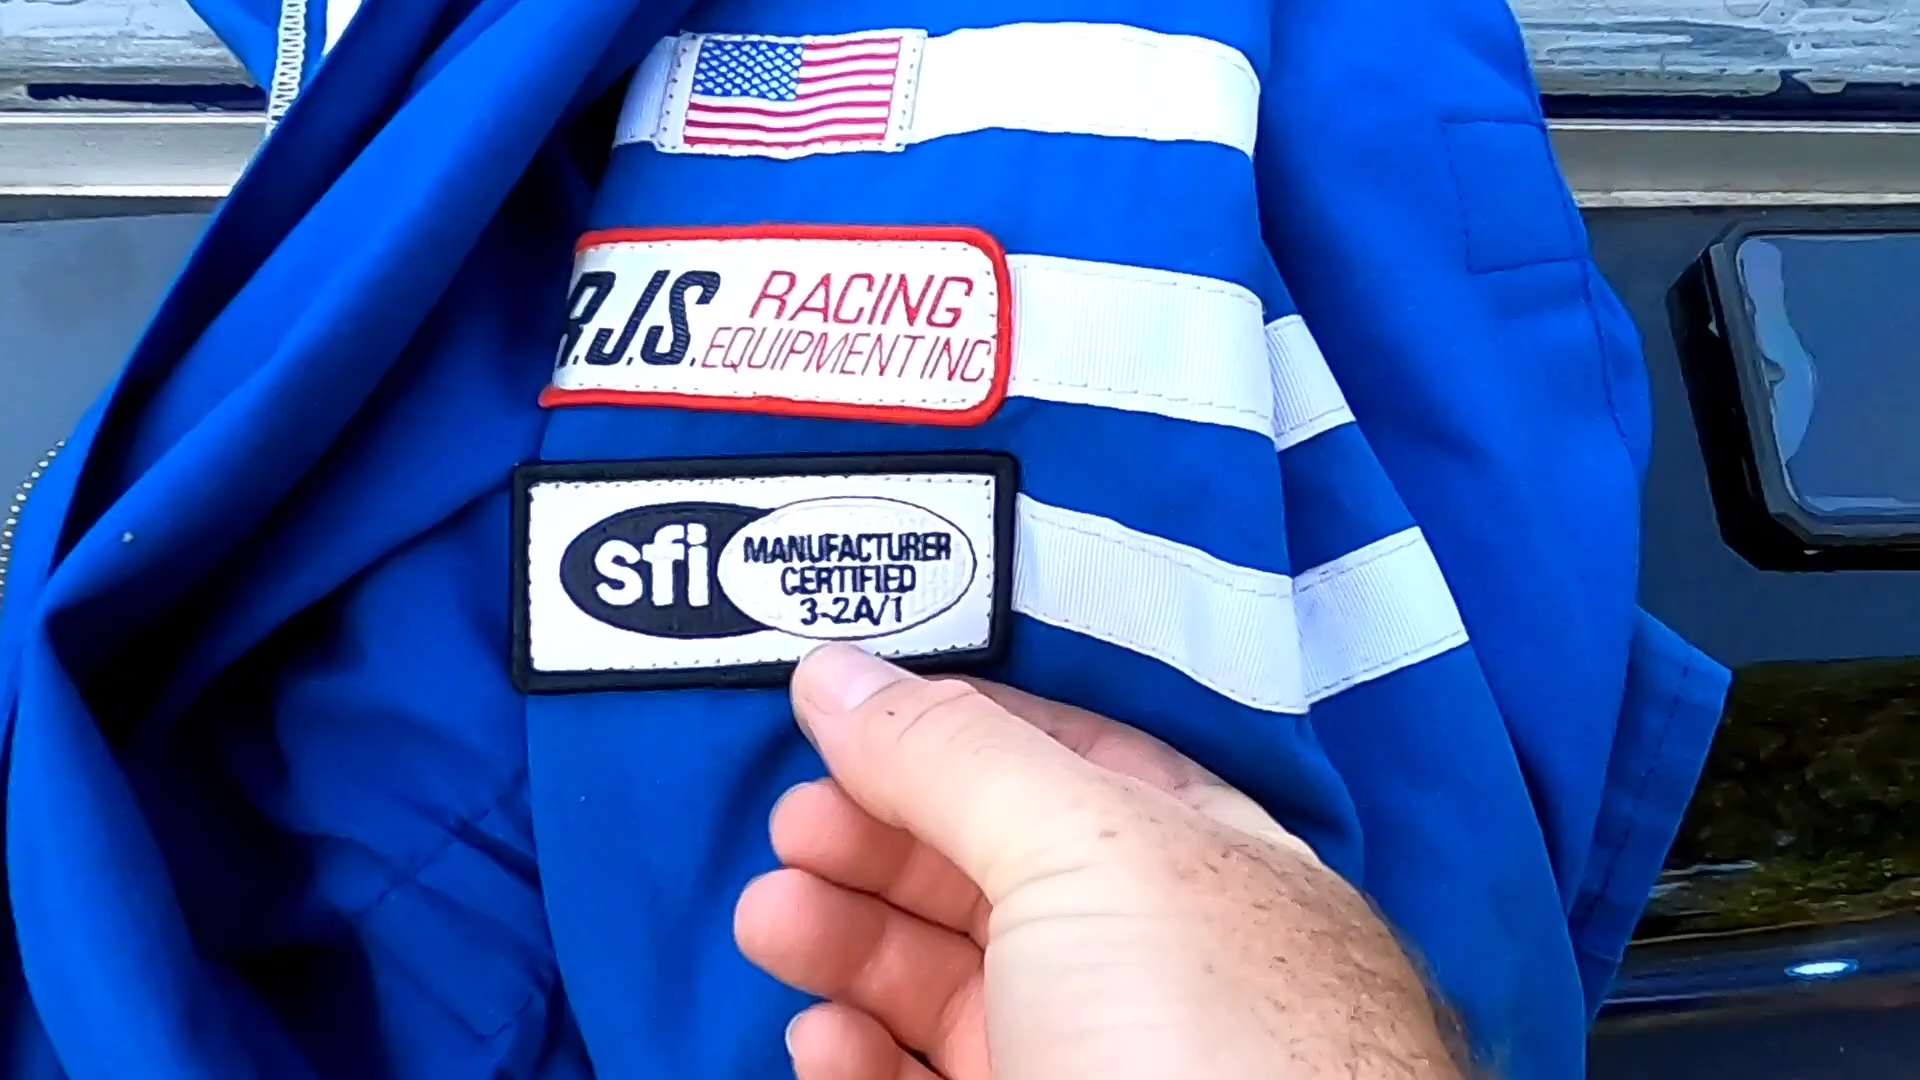 R.J.S. RACING
EQUIPMENT INC
sfi
MANUFACTURER
CERTIFIED
3-2A/1